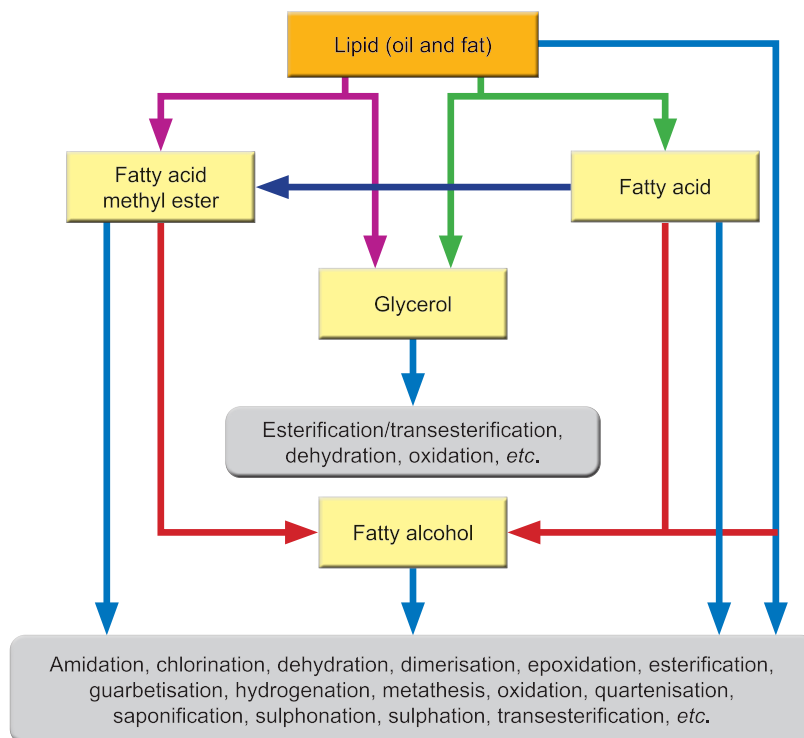 Lipid (oil and fat)
Fatty acid
methyl ester
Fatty acid
Glycerol
Esterification/transesterification,
dehydration, oxidation, etc.
Fatty alcohol
Amidation, chlorination, dehydration, dimerisation, epoxidation, esterification,
guarbetisation, hydrogenation, metathesis, oxidation, quartenisation,
saponification, sulphonation, sulphation, transesterification, etc.